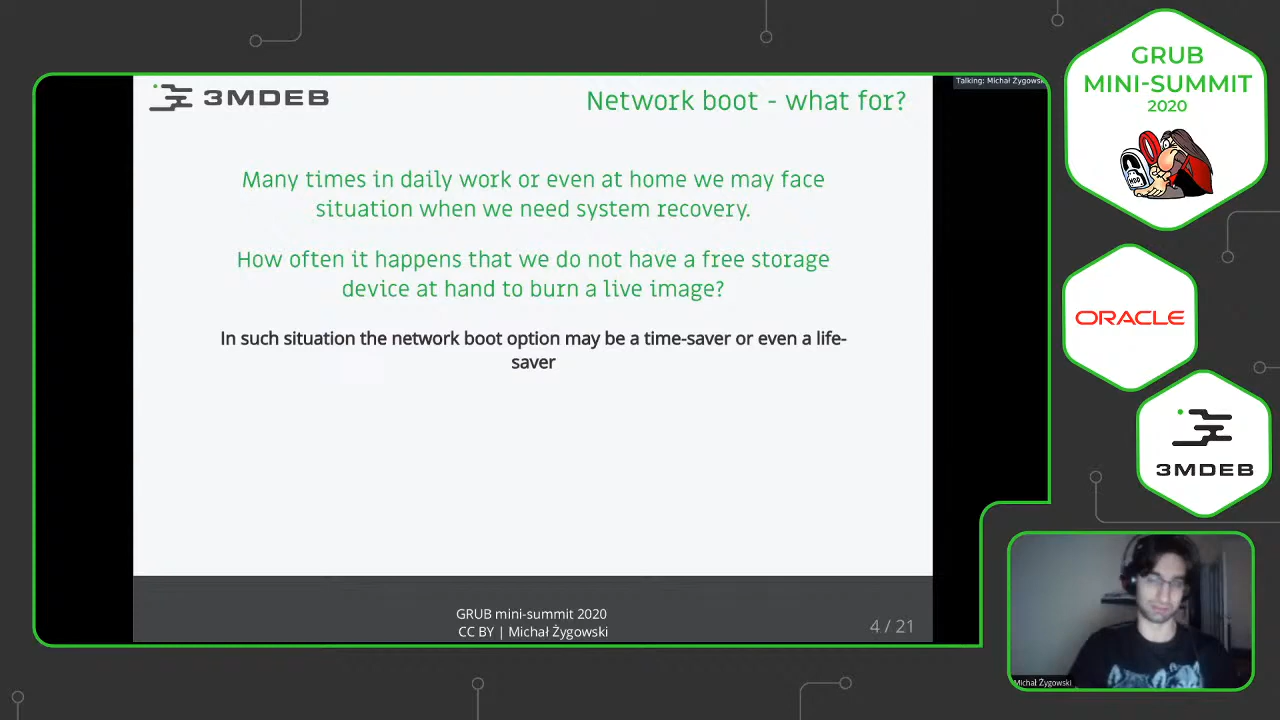 3MDEB
Network boot - what for?
Many times in daily work or even at home we may face
situation when we need system recovery.
How often it happens that we do not have a free storage
device at hand to burn a live image?
In such situation the network boot option may be a time-saver or even a life-
saver
GRUB mini-summit 2020
CC BY | Michał Żygowski
4 / 21
Talking: Michał Żygowsk
GRUB
MINI-SUMMIT
2020
ORACLE
3MDEB
Michał Żygowski